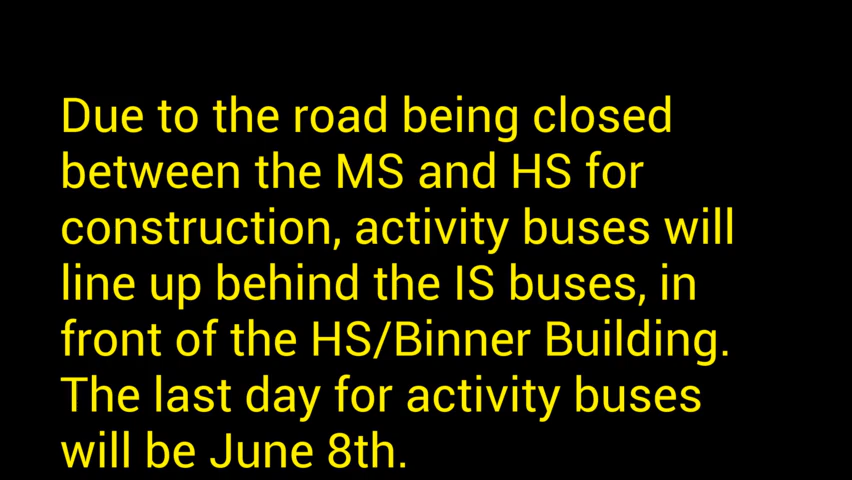 Due to the road being closed
between the MS and HS for
construction, activity buses will
line up behind the IS buses, in
front of the HS/Binner Building.
The last day for activity buses
will be June 8th.